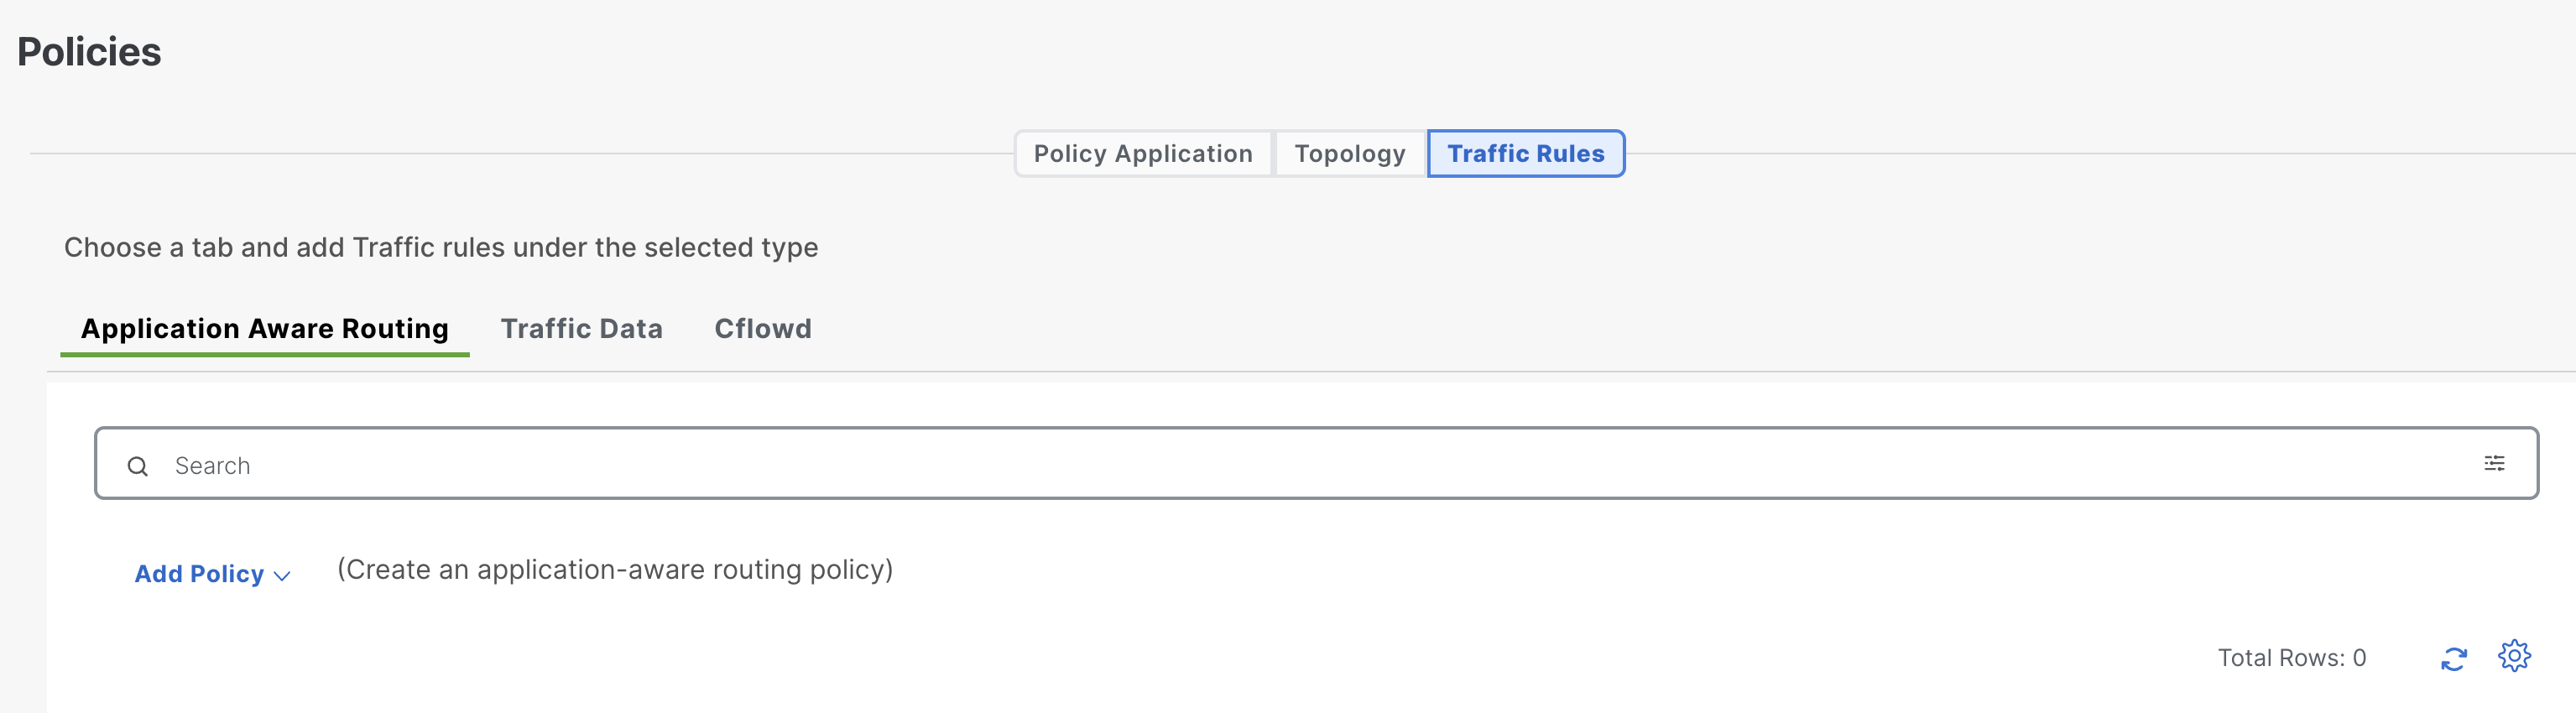 Policies
Policy Application Topology Traffic Rules
Choose a tab and add Traffic rules under the selected type
Application Aware Routing Traffic Data Cflowd
Search
Add Policy (Create an application-aware routing policy)
Total Rows: 0